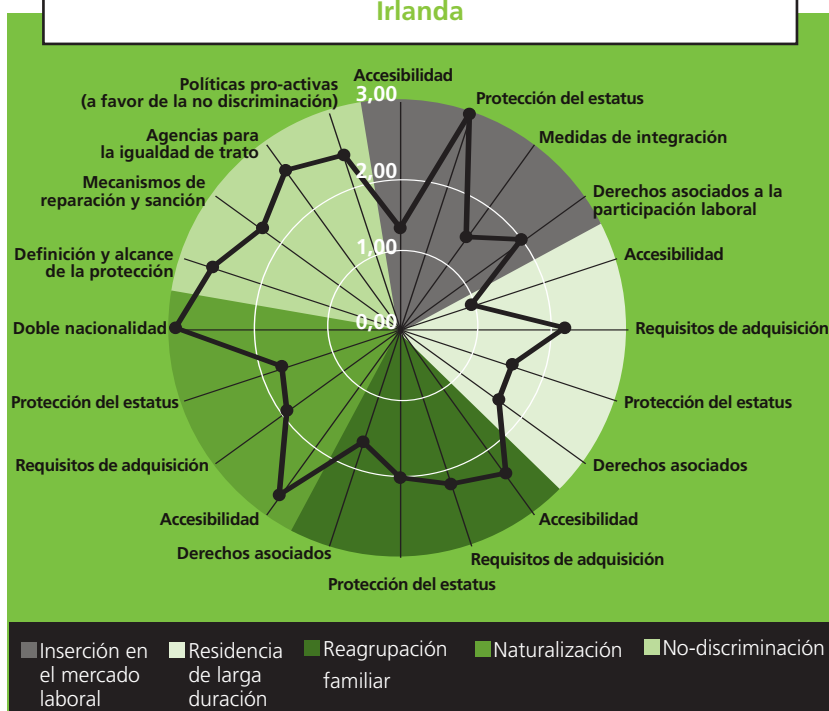 Irlanda
Accesibilidad
Protección del estatus
Medidas de integración
Derechos asociados a la
participación laboral
Accesibilidad
Requisitos de adquisición
Protección del estatus
Derechos asociados
Accesibilidad
Requisitos de adquisición
Protección del estatus
Derechos asociados
Accesibilidad
Requisitos de adquisición
Protección del estatus
Doble nacionalidad
Definición y alcance
de la protección
Mecanismos de
reparación y sanción
Agencias para
la igualdad de trato
Políticas pro-activas
(a favor de la no discriminación)
3,00
2,00
1,00
0,00
Inserción en
el mercado
laboral
Residencia
de larga
duración
Reagrupación
familiar
Naturalización
No-discriminación